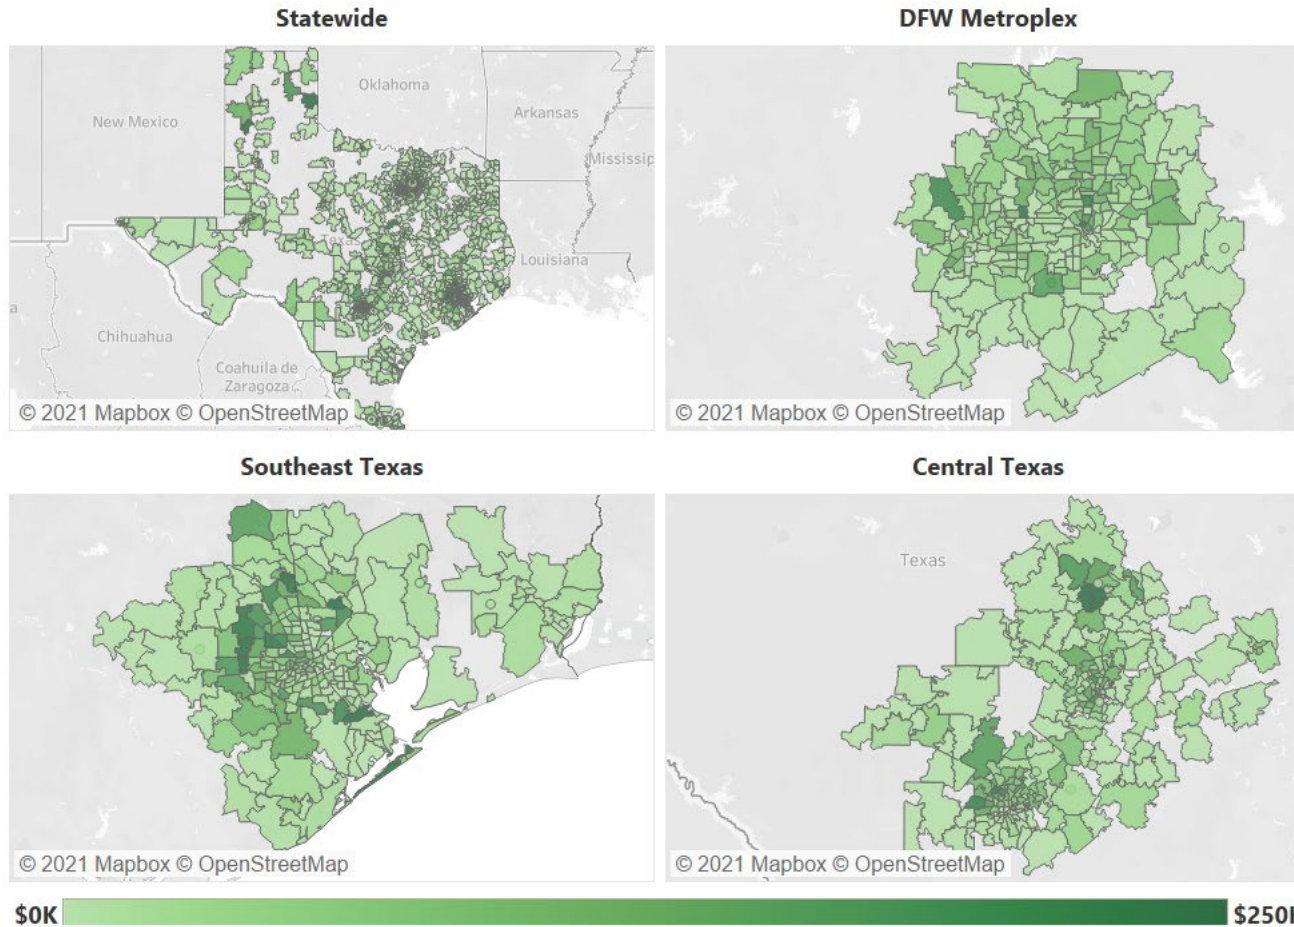 Statewide
DFW Metroplex
Oklahoma
New Mexico
Arkansas
Mississip
Texas
Louisiana
a
Chihuahua
Coahuila de
Zaragoza
© 2021 Mapbox © OpenStreetMap
© 2021 Mapbox © OpenStreetMap
Southeast Texas
Central Texas
Texas
© 2021 Mapbox © OpenStreetMap
© 2021 Mapbox © OpenStreetMap
$0K
$250K